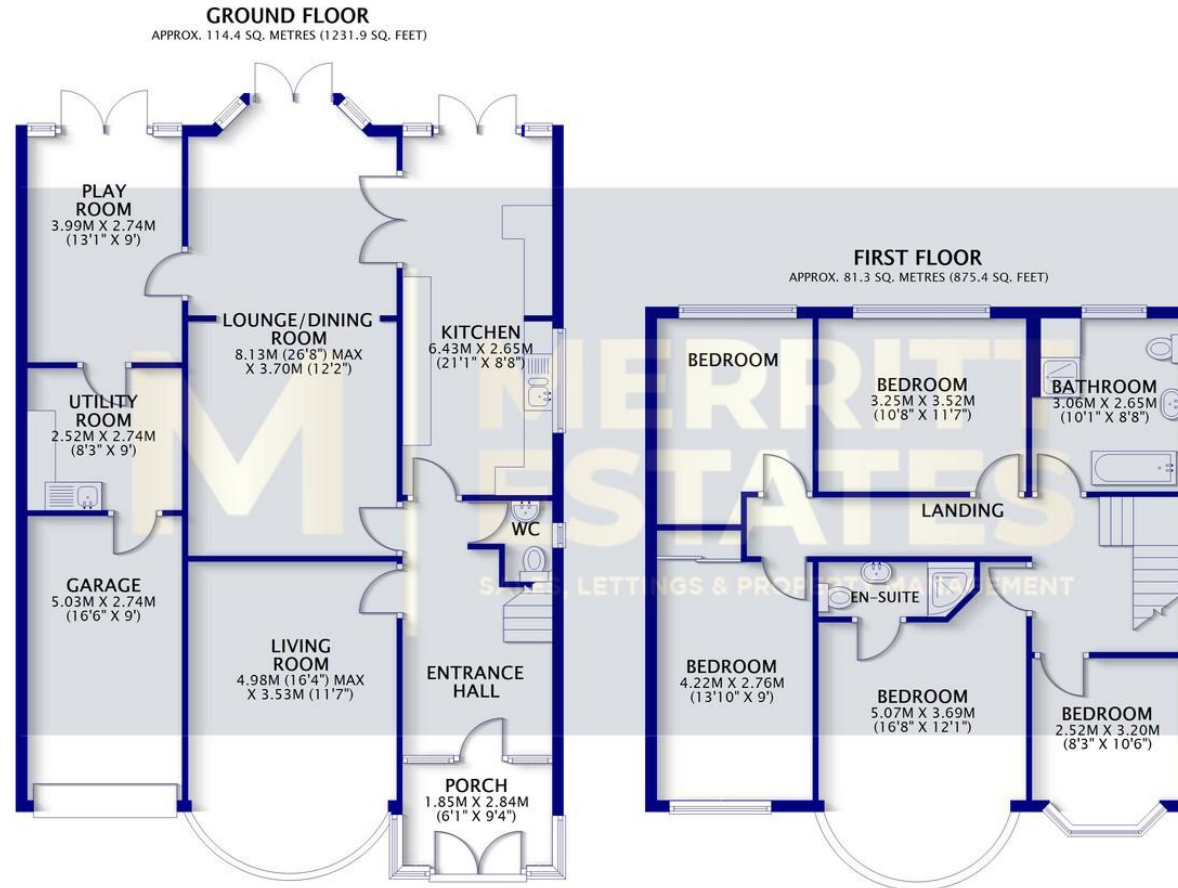 GROUND FLOOR
APPROX. 114.4 SQ. METRES (1231.9 SQ. FEET)
PLAY
ROOM
3.99M X 2.74M
(13'1" X 9')
LOUNGE/DINING
ROOM
8.13M (26'8") MAX
X 3.70M (12'2")
KITCHEN
6.43M X 2.65M
(21'1" X 8'8")
UTILITY
ROOM
2.52M X 2.74M
(8'3" X 9')
WC
GARAGE
5.03M X 2.74M
(16'6" X 9')
LIVING
ROOM
4.98M (16'4") MAX
X 3.53M (11'7")
ENTRANCE
HALL
PORCH
1.85M X 2.84M
(6'1" X 9'4")
FIRST FLOOR
APPROX. 81.3 SQ. METRES (875.4 SQ. FEET)
BEDROOM
BEDROOM
3.25M X 3.52M
(10'8" X 11'7")
BATHROOM
3.06M X 2.65M
(10'1" X 8'8")
LANDING
EN-SUITE
BEDROOM
4.22M X 2.76M
(13'10" X 9')
BEDROOM
5.07M X 3.69M
(16'8" X 12'1")
BEDROOM
2.52M X 3.20M
(8'3" X 10'6")
M MERRITT
ESTATES
SALES, LETTINGS & PROPERTY MANAGEMENT